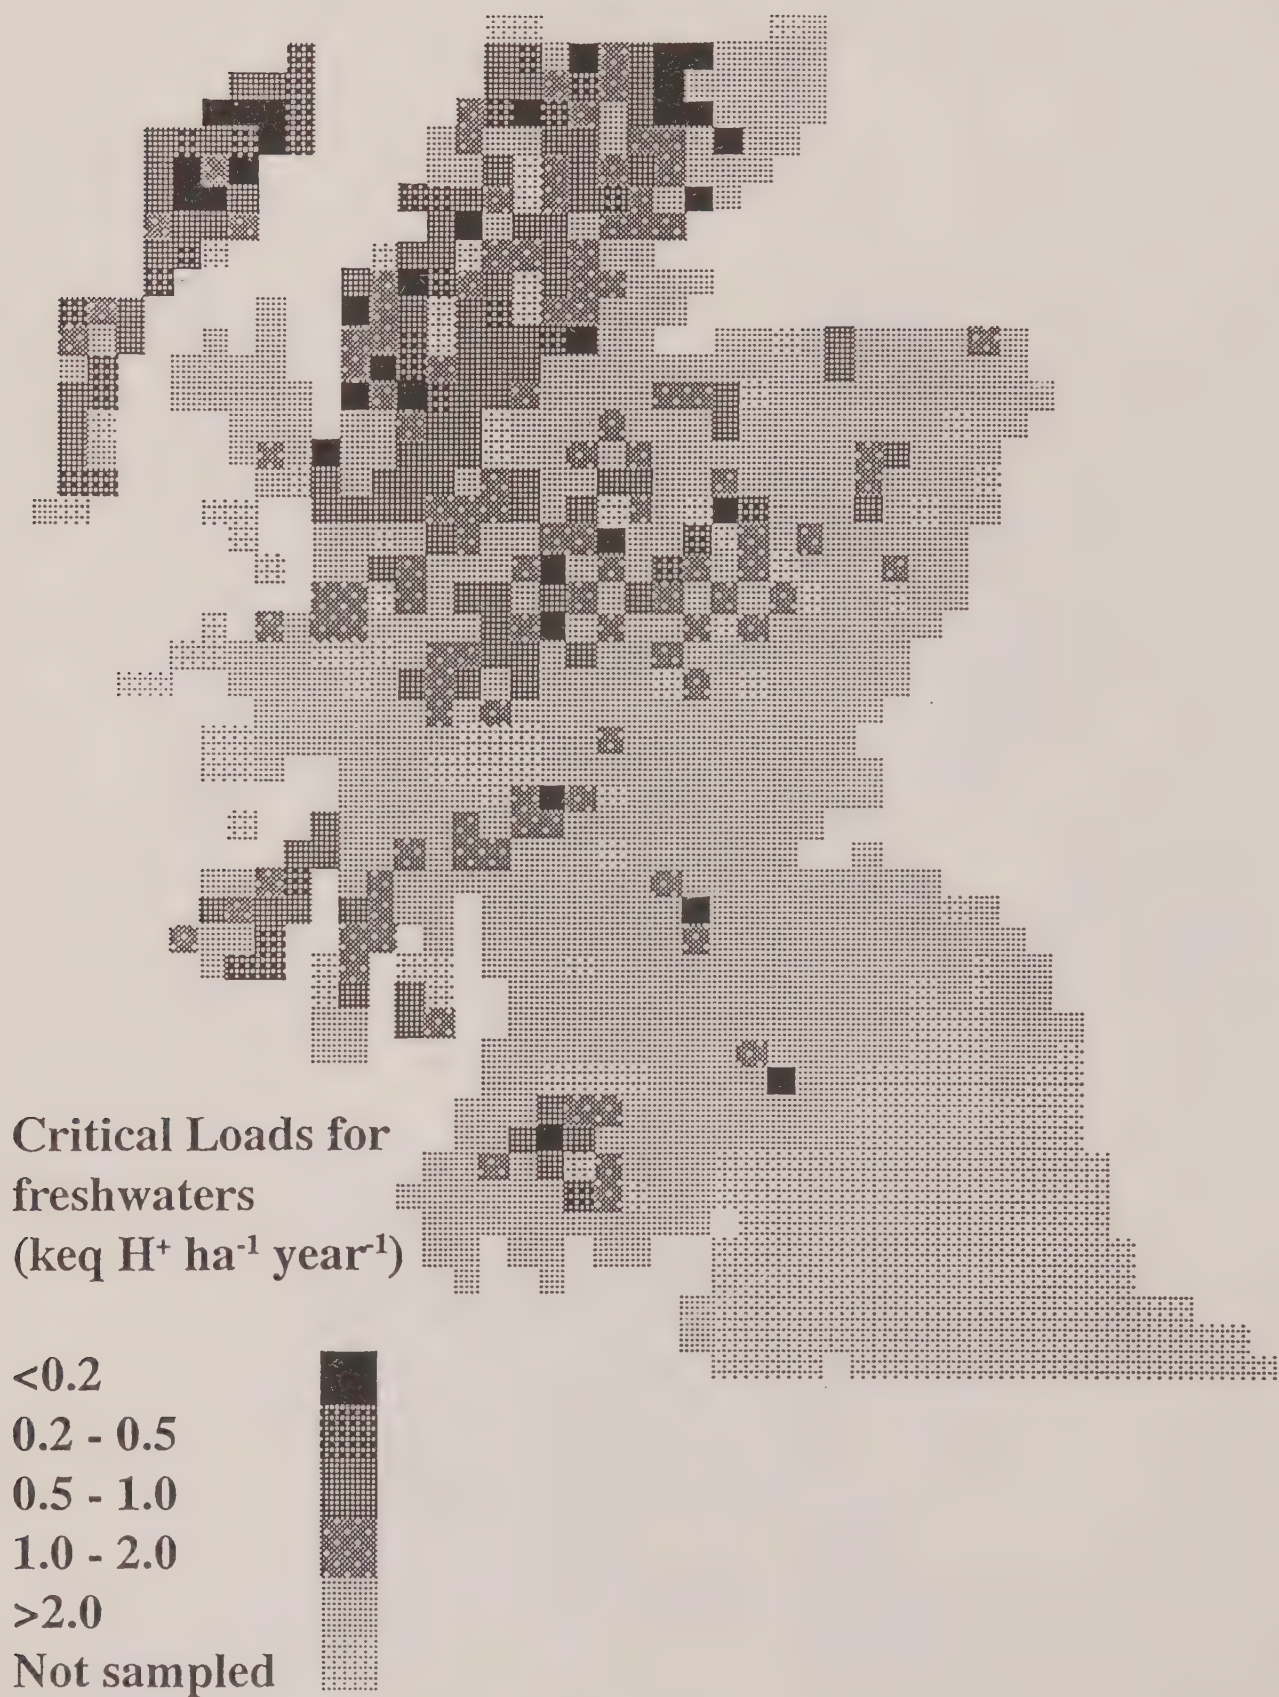 Critical Loads for
freshwaters
(keq H⁺ ha⁻¹ year⁻¹)
<0.2
0.2 - 0.5
0.5 - 1.0
1.0 - 2.0
>2.0
Not sampled